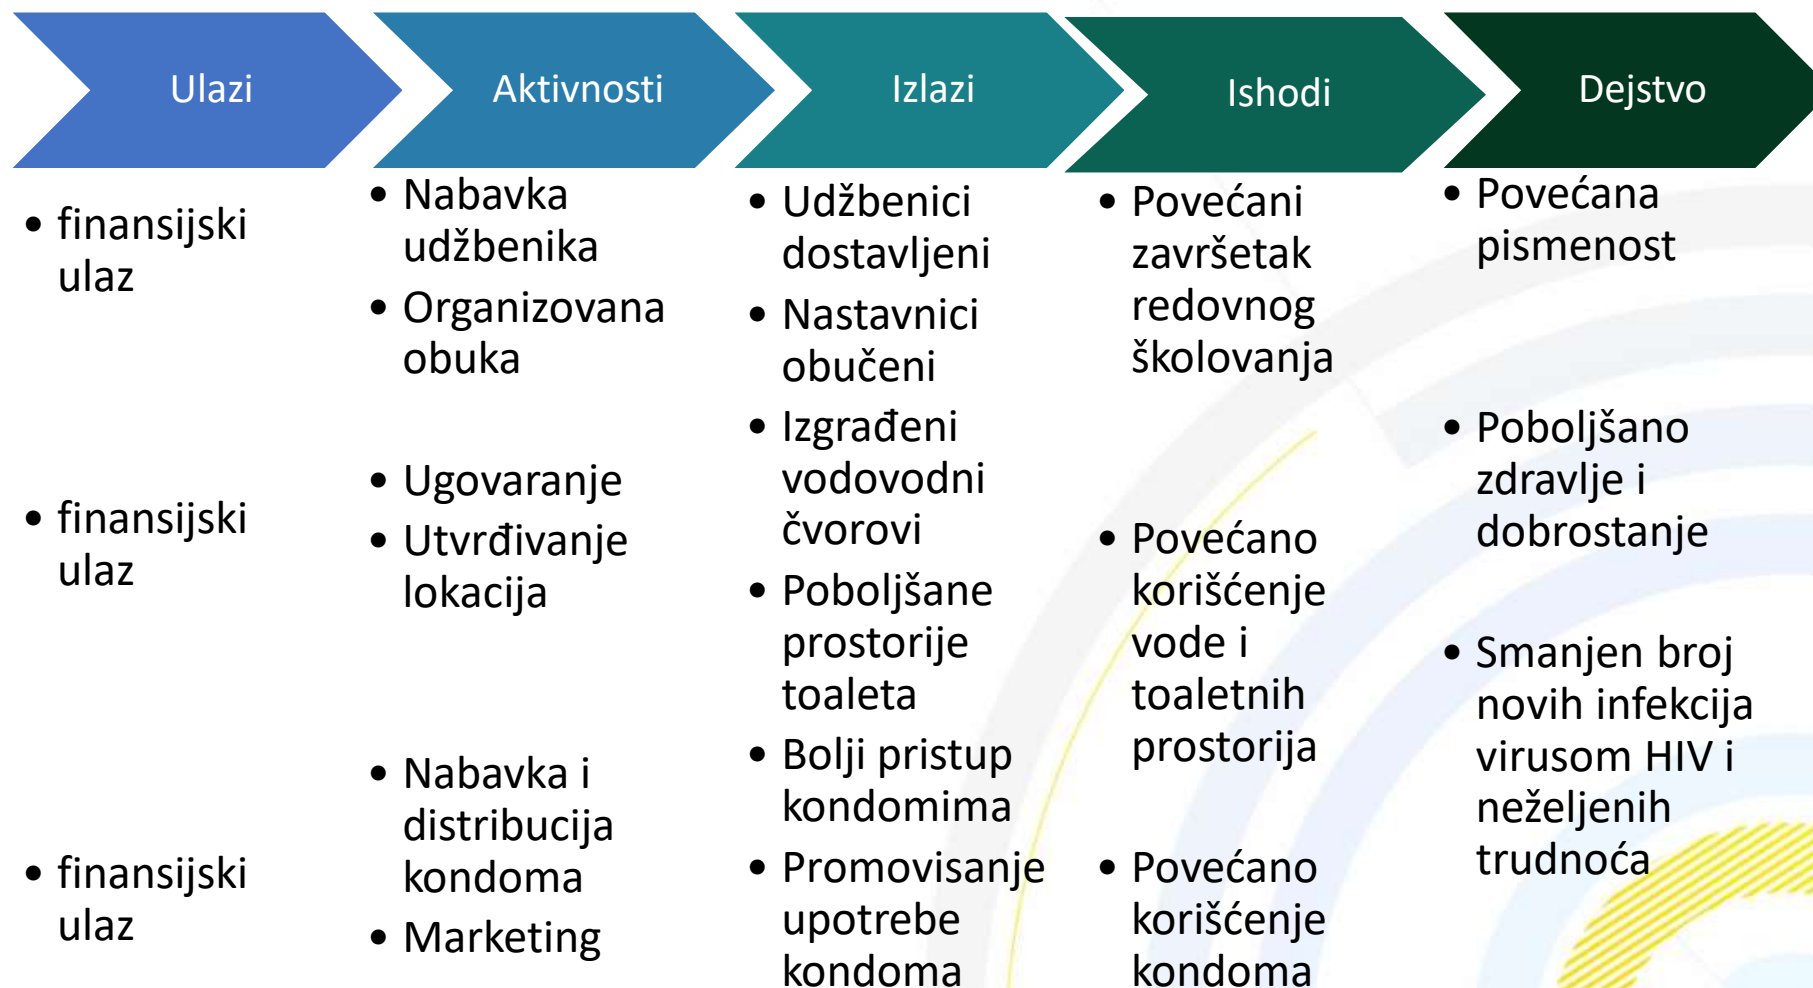 Ulazi
Aktivnosti
Izlazi
Ishodi
Dejstvo
• finansijski
ulaz
• finansijski
ulaz
• finansijski
ulaz
• Nabavka
udžbenika
• Organizovana
obuka
• Ugovaranje
• Utvrđivanje
lokacija
• Nabavka i
distribucija
kondoma
• Marketing
• Udžbenici
dostavljeni
• Nastavnici
obučeni
• Izgrađeni
vodovodni
čvorovi
• Poboljšane
prostorije
toaleta
• Bolji pristup
kondomima
• Promovisanje
upotrebe
kondoma
• Povećani
završetak
redovnog
školovanja
• Povećano
korišćenje
vode i
toaletnih
prostorija
• Povećano
korišćenje
kondoma
• Povećana
pismenost
• Poboljšano
zdravlje i
dobrostanje
• Smanjen broj
novih infekcija
virusom HIV i
neželjenih
trudnoća